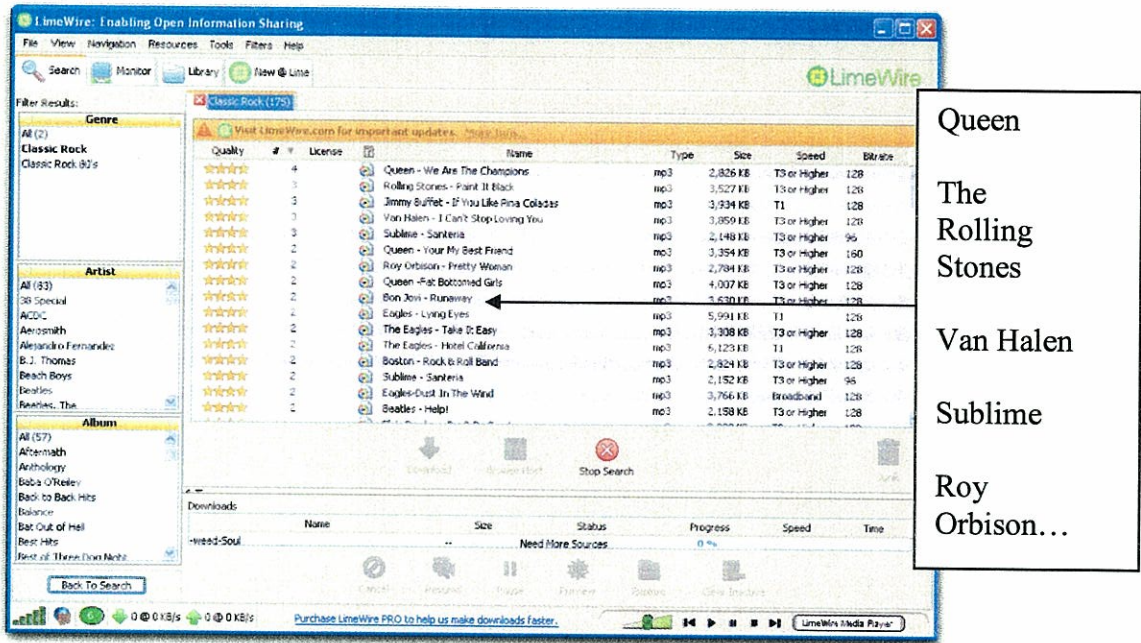 LimeWire: Enabling Open Information Sharing
File View Navigation Resources Tools Filters Help
Search Monitor Library New @ Lime
LimeWire
Filter Results:
Classic Rock (175)
Genre
All (2)
Classic Rock
Classic Rock 80's
Visit LimeWire.com for important updates.
Quality # License Name Type Size Speed Bitrate
4 Queen - We Are The Champions mp3 2,826 KB T3 or Higher 128
3 Rolling Stones - Paint It Black mp3 3,527 KB T3 or Higher 128
3 Jimmy Buffet - If You Like Pina Coladas mp3 3,934 KB T1 128
3 Van Halen - I Can't Stop Loving You mp3 3,859 KB T3 or Higher 128
3 Sublime - Santeria mp3 2,148 KB T3 or Higher 96
2 Queen - Your My Best Friend mp3 3,354 KB T3 or Higher 160
2 Roy Orbison - Pretty Woman mp3 2,784 KB T3 or Higher 128
2 Queen -Fat Bottomed Girls mp3 4,007 KB T3 or Higher 128
2 Bon Jovi - Runaway mp3 3,630 KB T3 or Higher 128
2 Eagles - Lying Eyes mp3 5,991 KB T1 128
2 The Eagles - Take It Easy mp3 3,308 KB T3 or Higher 128
2 The Eagles - Hotel California mp3 6,123 KB T1 128
2 Boston - Rock & Roll Band mp3 2,824 KB T3 or Higher 128
2 Sublime - Santeria mp3 2,152 KB T3 or Higher 96
2 Eagles-Dust In The Wind mp3 3,766 KB Broadband 128
2 Beatles - Help! mp3 2,158 KB T3 or Higher 128
Artist
All (83)
38 Special
ACDC
Aerosmith
Alejandro Fernandez
B.J. Thomas
Beach Boys
Beatles
Beatles, The
Album
All (57)
Aftermath
Anthology
Baba O'Reiley
Back to Back Hits
Balance
Bat Out of Hell
Best Hits
Best of Three Dog Night
Back To Search
Download Browse Host Stop Search Junk
Downloads
Name Size Status Progress Speed Time
-weed-Soul -- Need More Sources 0 %
Cancel Resume Pause Preview Clear Inactive
6 0 @ 0 KB/s 0 @ 0 KB/s
Purchase LimeWire PRO to help us make downloads faster.
LimeWire Media Player
Queen
The
Rolling
Stones
Van Halen
Sublime
Roy
Orbison…